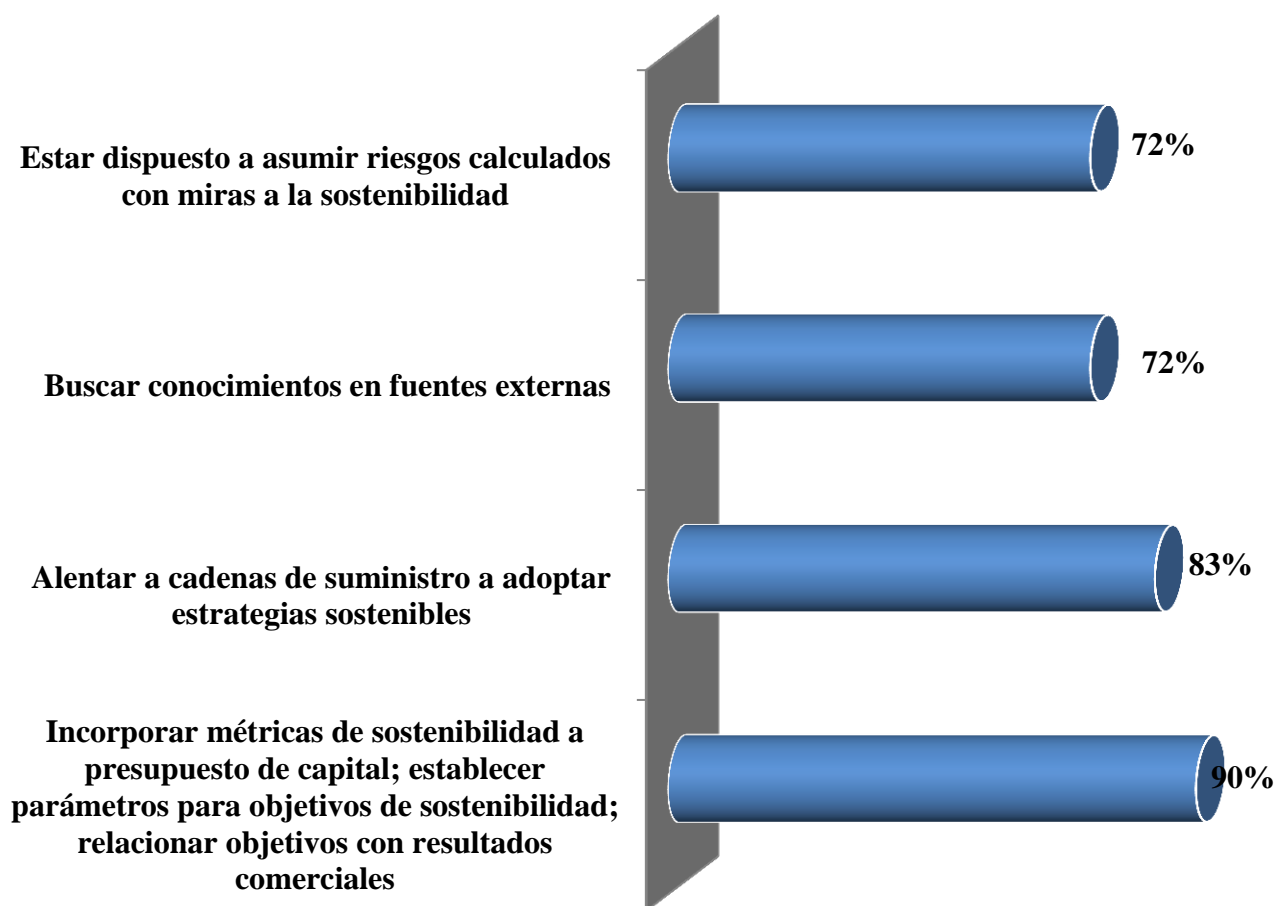 Estar dispuesto a asumir riesgos calculados
con miras a la sostenibilidad
72%
Buscar conocimientos en fuentes externas
72%
Alentar a cadenas de suministro a adoptar
estrategias sostenibles
83%
Incorporar métricas de sostenibilidad a
presupuesto de capital; establecer
parámetros para objetivos de sostenibilidad;
relacionar objetivos con resultados
comerciales
90%